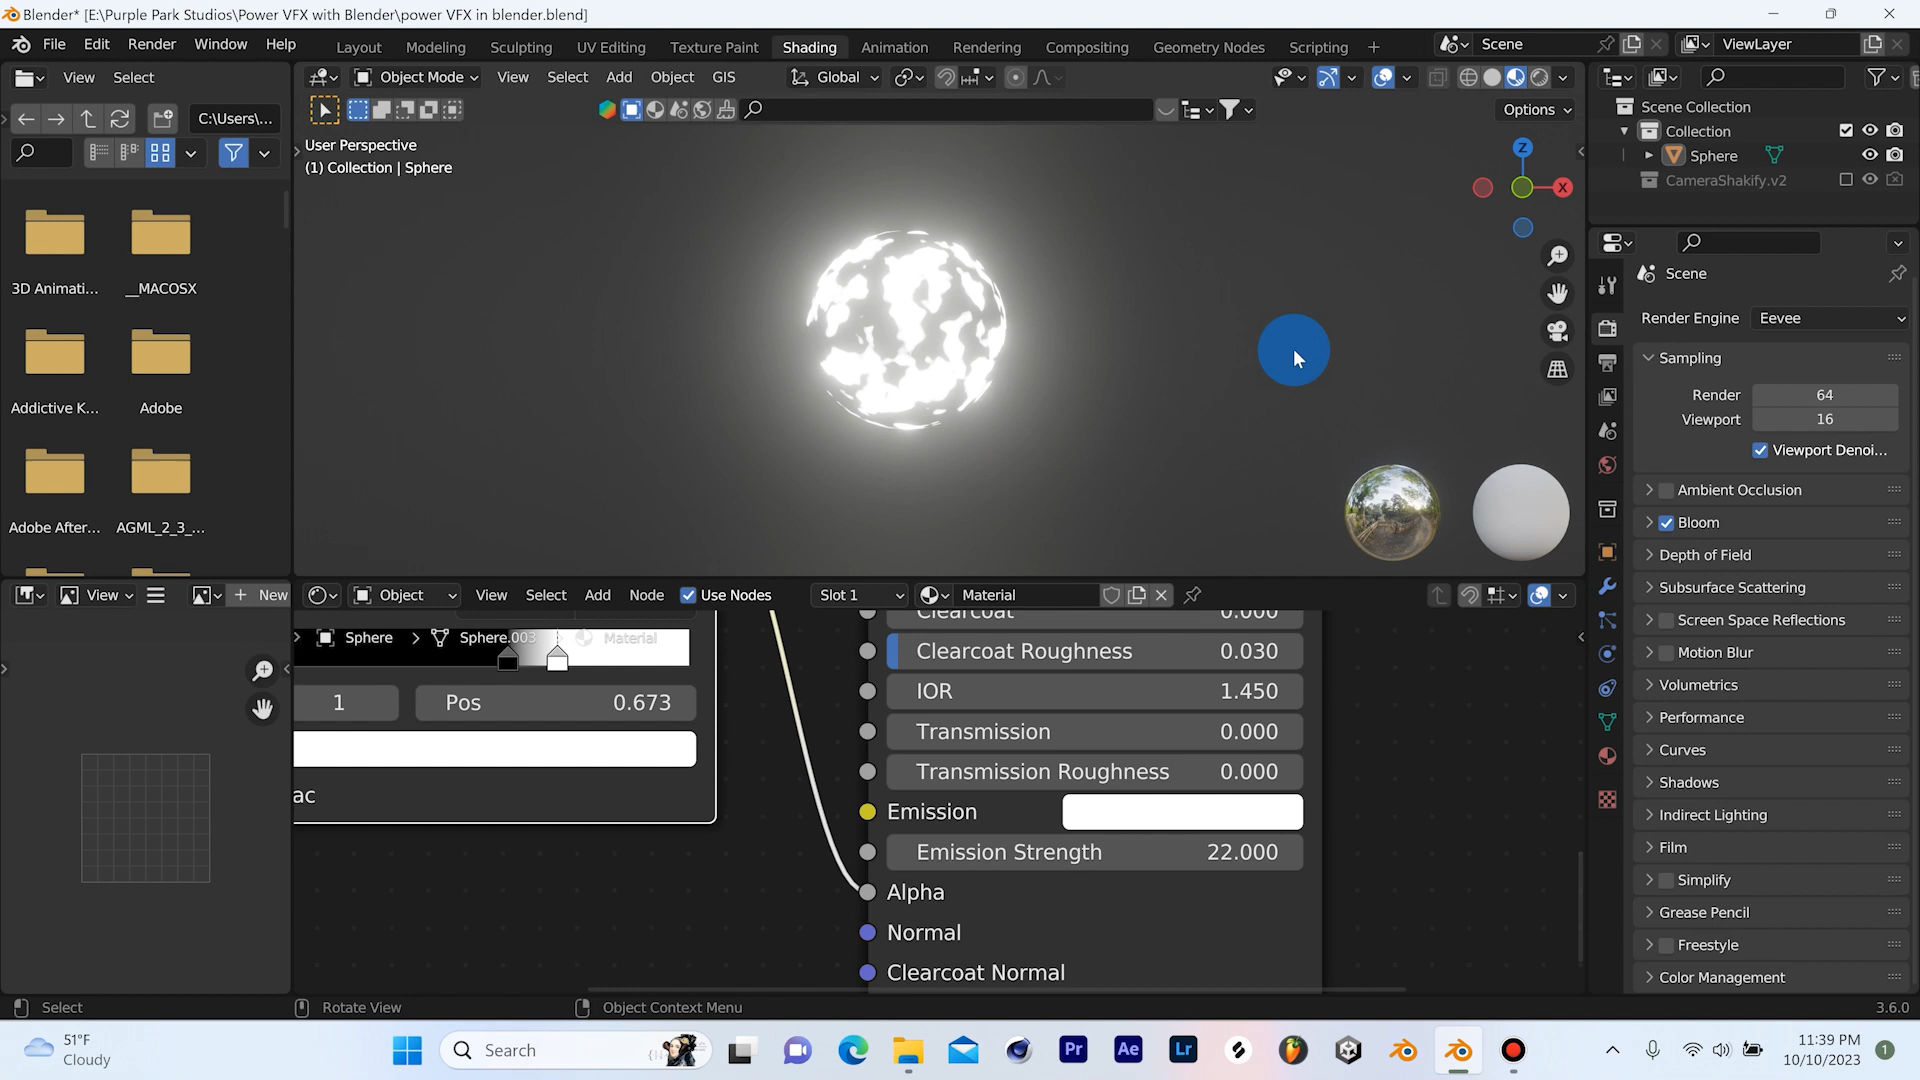 Blender* [E:\Purple Park Studios\Power VFX with Blender\power VFX in blender.blend]
File Edit Render Window Help Layout Modeling Sculpting UV Editing Texture Paint Shading Animation Rendering Compositing Geometry Nodes Scripting + Scene ViewLayer
View Select Object Mode View Select Add Object GIS Global
C:\Users\...
Options
User Perspective
(1) Collection | Sphere
Z
X
3D Animati... __MACOSX
Addictive K... Adobe
Adobe After... AGML_2_3_...
Scene Collection
Collection
Sphere
CameraShakify.v2
Scene
Render Engine Eevee
Sampling
Render 64
Viewport 16
Viewport Denoi...
Ambient Occlusion
Bloom
Depth of Field
Subsurface Scattering
Screen Space Reflections
Motion Blur
Volumetrics
Performance
Curves
Shadows
Indirect Lighting
Film
Simplify
Grease Pencil
Freestyle
Color Management
View + New Object View Select Add Node Use Nodes Slot 1 Material
Sphere > Sphere.003 > Material
1 Pos 0.673
ac
Clearcoat 0.000
Clearcoat Roughness 0.030
IOR 1.450
Transmission 0.000
Transmission Roughness 0.000
Emission
Emission Strength 22.000
Alpha
Normal
Clearcoat Normal
Select Rotate View Object Context Menu 3.6.0
51°F
Cloudy
Search
Pr Ae Lr
11:39 PM
10/10/2023
1